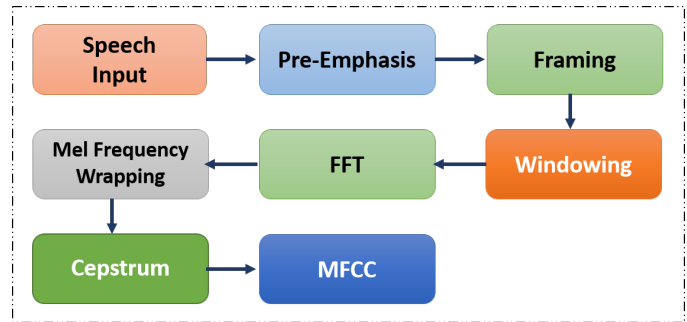 Speech
Input
Pre-Emphasis
Framing
Windowing
FFT
Mel Frequency
Wrapping
Cepstrum
MFCC